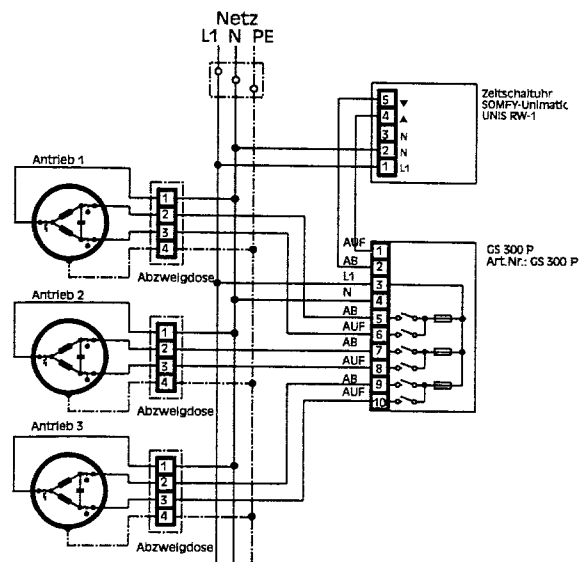 Netz
L1 N PE
Zeitschaltuhr
SOMFY-Unimatic
UNIS RW-1
5
4
3 N
2 N
1 L1
Antrieb 1
1
2
3
4
Abzweigdose
AUF 1
AB 2
L1 3
N 4
AB 5
AUF 6
AB 7
AUF 8
AB 9
AUF 10
GS 300 P
Art.Nr.: GS 300 P
Antrieb 2
1
2
3
4
Abzweigdose
Antrieb 3
1
2
3
4
Abzweigdose